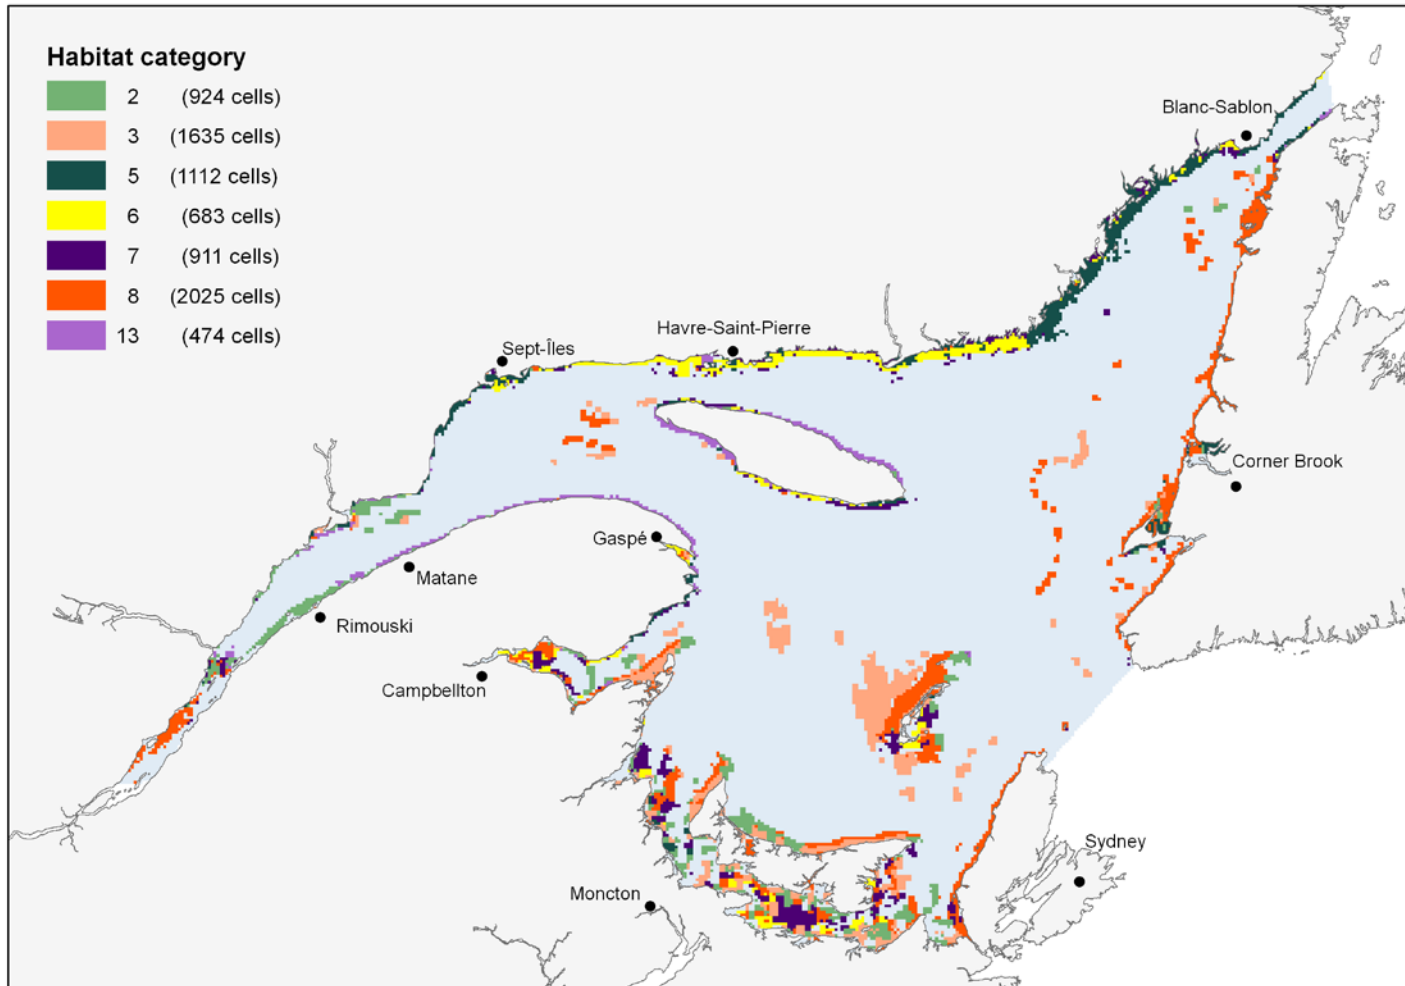 Habitat category
2 (924 cells)
3 (1635 cells)
5 (1112 cells)
6 (683 cells)
7 (911 cells)
8 (2025 cells)
13 (474 cells)
Blanc-Sablon
Havre-Saint-Pierre
Sept-Îles
Corner Brook
Gaspé
Matane
Rimouski
Campbellton
Sydney
Moncton